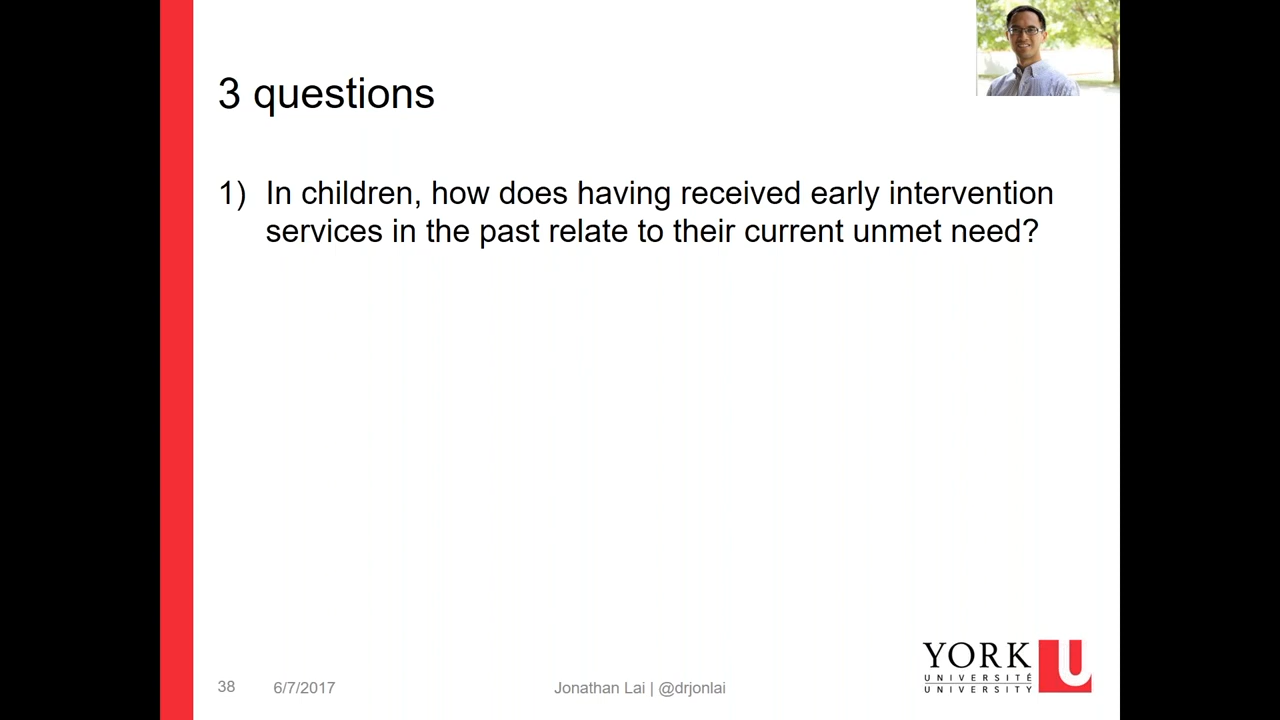 3 questions
1) In children, how does having received early intervention
services in the past relate to their current unmet need?
YORK
UNIVERSITÉ
UNIVERSITY
U
38 6/7/2017 Jonathan Lai | @drjonlai